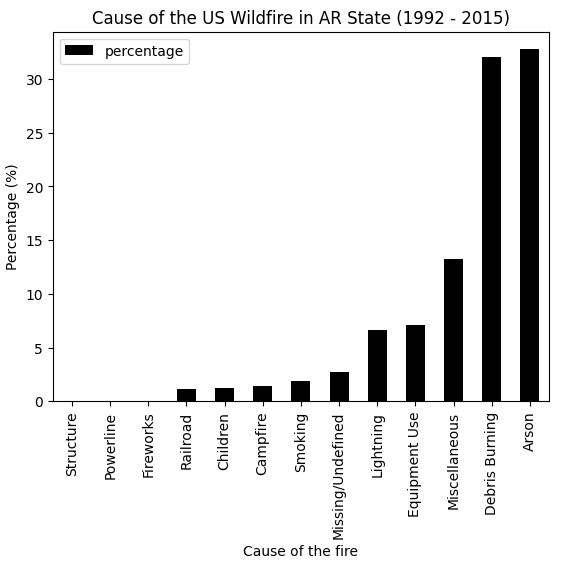 Cause of the US Wildfire in AR State (1992 - 2015)
percentage
Percentage (%)
30
25
20
15
10
5
0
Structure
Powerline
Fireworks
Railroad
Children
Campfire
Smoking
Missing/Undefined
Lightning
Equipment Use
Miscellaneous
Debris Burning
Arson
Cause of the fire